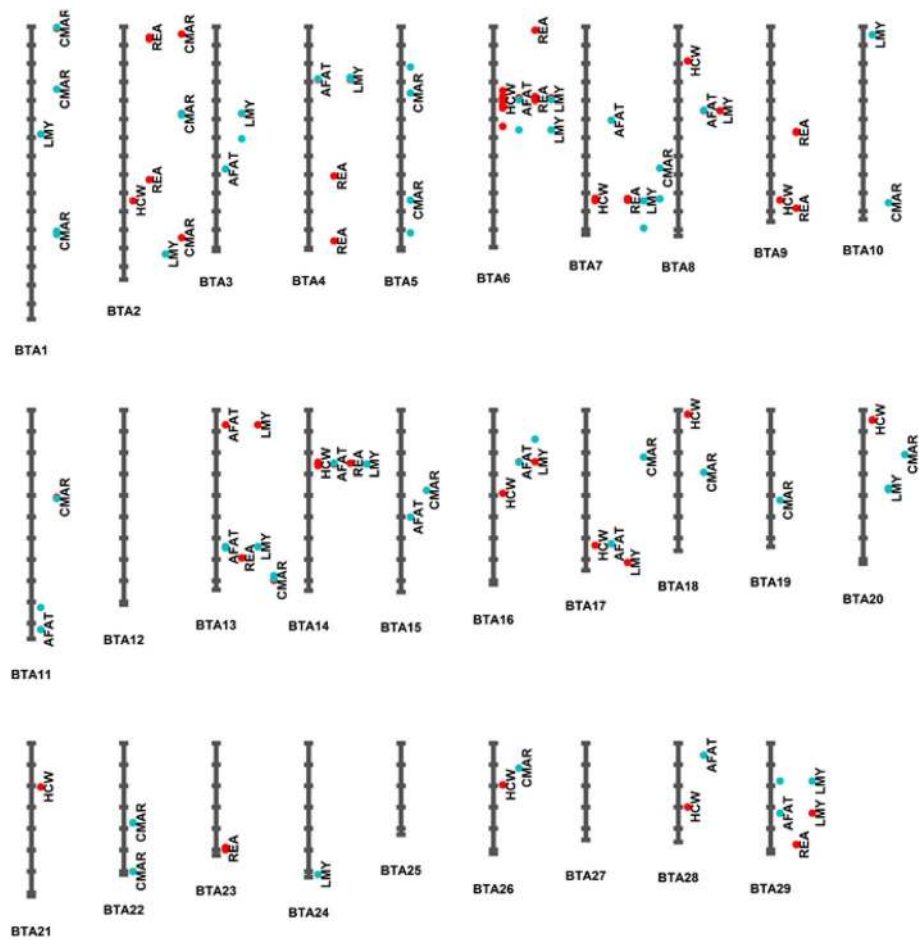 CMAR
CMAR
LMY
CMAR
BTA1
REA
CMAR
CMAR
REA
HCW
CMAR
LMY
BTA2
LMY
AFAT
BTA3
AFAT
LMY
REA
REA
BTA4
CMAR
CMAR
BTA5
REA
HCW
AFAT
REA
LMY
LMY
BTA6
AFAT
HCW
REA
LMY
CMAR
BTA7
HCW
AFAT
LMY
BTA8
REA
HCW
REA
BTA9
LMY
CMAR
BTA10
CMAR
AFAT
BTA11
BTA12
AFAT
LMY
AFAT
REA
LMY
CMAR
BTA13
HCW
AFAT
REA
LMY
BTA14
CMAR
AFAT
BTA15
AFAT
LMY
HCW
BTA16
CMAR
HCW
AFAT
LMY
BTA17
HCW
CMAR
BTA18
CMAR
BTA19
HCW
CMAR
LMY
BTA20
HCW
BTA21
CMAR
CMAR
BTA22
REA
BTA23
LMY
BTA24
BTA25
HCW
CMAR
BTA26
BTA27
AFAT
HCW
BTA28
LMY
AFAT
LMY
REA
BTA29